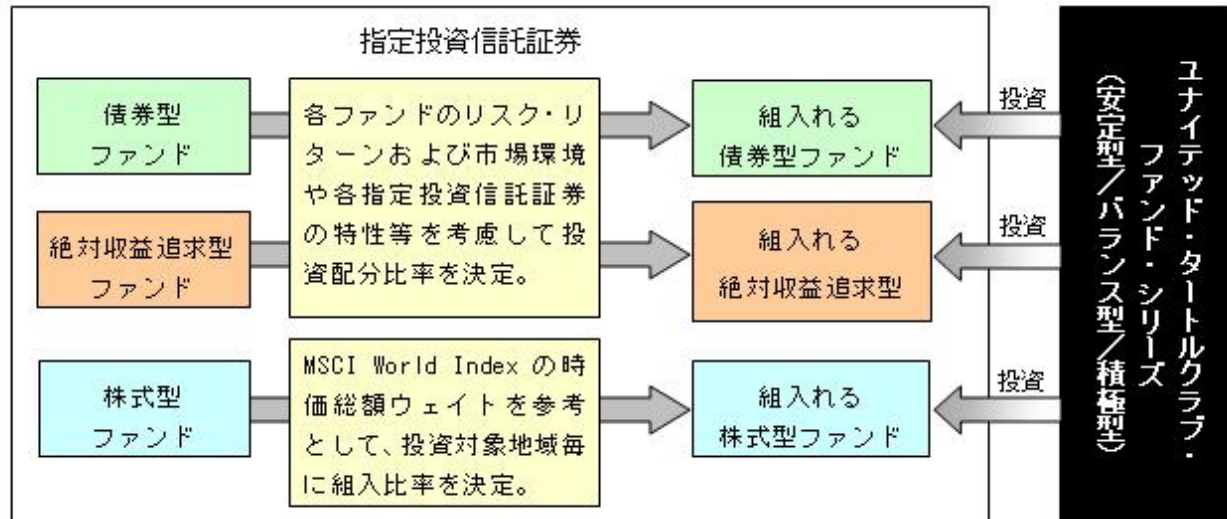 指定投資信託証券
債券型
ファンド
各ファンドのリスク・リ
ターンおよび市場環境
や各指定投資信託証券
の特性等を考慮して投
資配分比率を決定。
組入れる
債券型ファンド
投資
絶対収益追求型
ファンド
組入れる
絶対収益追求型
投資
株式型
ファンド
MSCI World Index の時
価総額ウェイトを参考
として、投資対象地域毎
に組入比率を決定。
組入れる
株式型ファンド
投資
ユナイテッド・タートルクラブ・
ファンド・シリーズ
（安定型／バランス型／積極型）